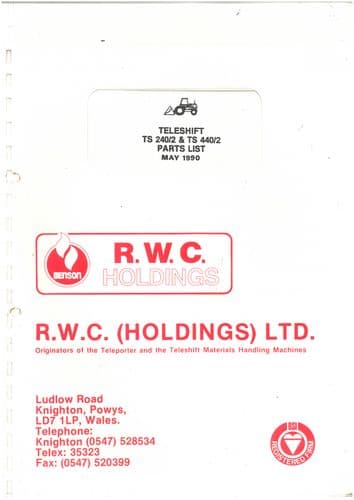 TELESHIFT
TS 240/2 & TS 440/2
PARTS LIST
MAY 1990
BENSON
R.W.C.
HOLDINGS
R.W.C. (HOLDINGS) LTD.
Originators of the Teleporter and the Teleshift Materials Handling Machines
Ludlow Road
Knighton, Powys,
LD7 1LP, Wales.
Telephone:
Knighton (0547) 528534
Telex: 35323
Fax: (0547) 520399
REGISTERED FIRM